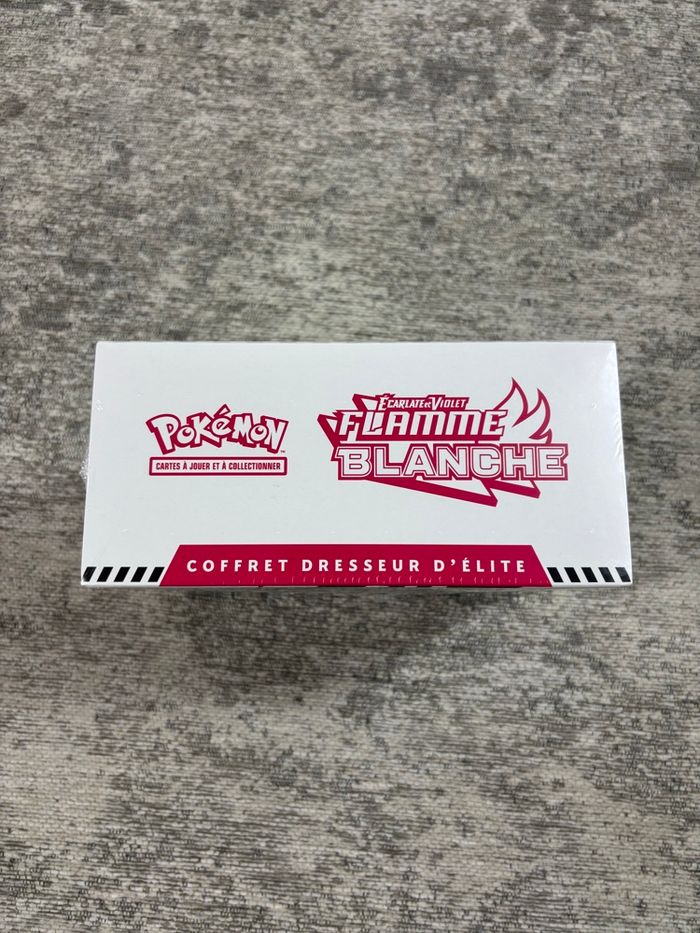 POKéMON
CARTES À JOUER ET À COLLECTIONNER
ÉCARLATE ET VIOLET
FLAMME
BLANCHE
COFFRET DRESSEUR D'ÉLITE